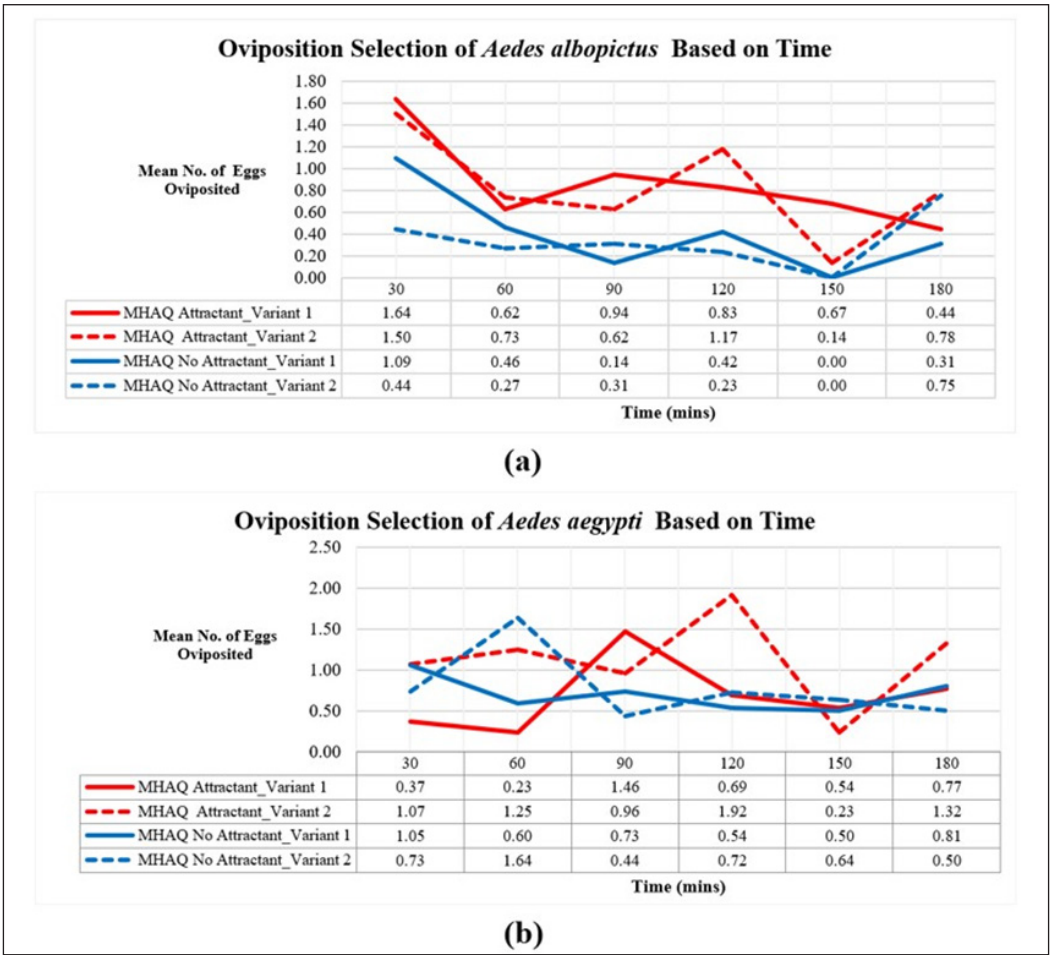 Oviposition Selection of Aedes albopictus Based on Time
Mean No. of Eggs
Oviposited
1.80
1.60
1.40
1.20
1.00
0.80
0.60
0.40
0.20
0.00
30 60 90 120 150 180
MHAQ Attractant_Variant 1 1.64 0.62 0.94 0.83 0.67 0.44
MHAQ Attractant_Variant 2 1.50 0.73 0.62 1.17 0.14 0.78
MHAQ No Attractant_Variant 1 1.09 0.46 0.14 0.42 0.00 0.31
MHAQ No Attractant_Variant 2 0.44 0.27 0.31 0.23 0.00 0.75
Time (mins)
(a)
Oviposition Selection of Aedes aegypti Based on Time
Mean No. of Eggs
Oviposited
2.50
2.00
1.50
1.00
0.50
0.00
30 60 90 120 150 180
MHAQ Attractant_Variant 1 0.37 0.23 1.46 0.69 0.54 0.77
MHAQ Attractant_Variant 2 1.07 1.25 0.96 1.92 0.23 1.32
MHAQ No Attractant_Variant 1 1.05 0.60 0.73 0.54 0.50 0.81
MHAQ No Attractant_Variant 2 0.73 1.64 0.44 0.72 0.64 0.50
Time (mins)
(b)